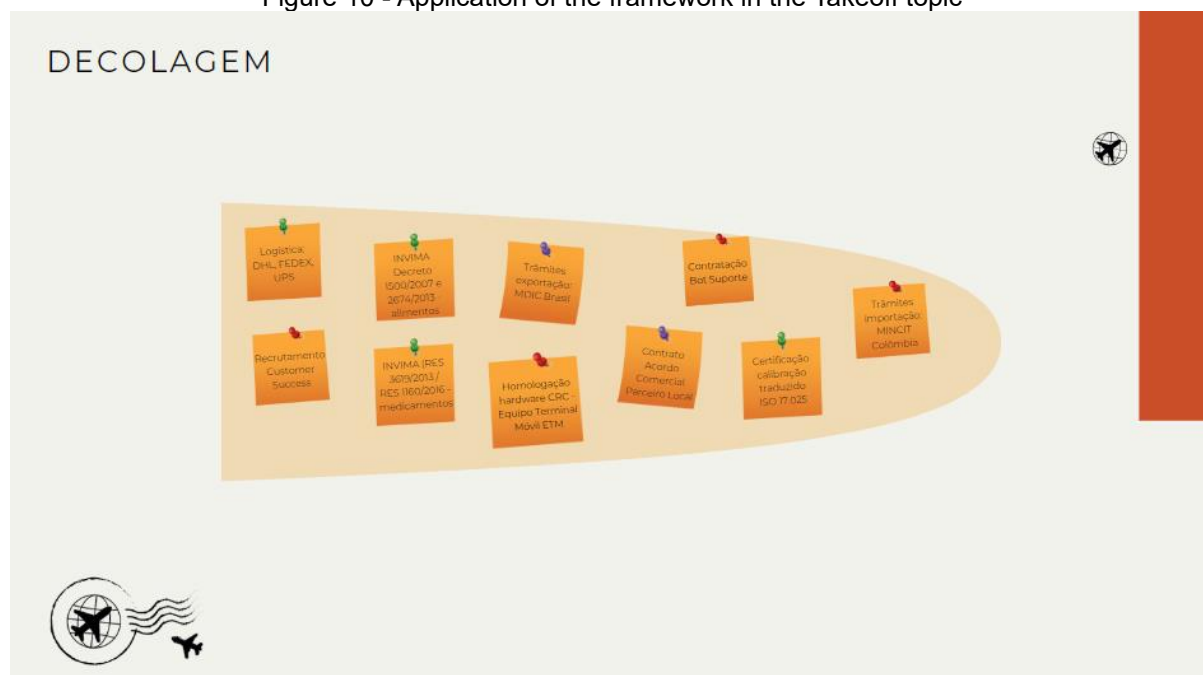 Figure 10 - Application of the framework in the Takeoff topic
DECOLAGEM
Logística:
DHL, FEDEX,
UPS
INVIMA
Decreto
1500/2007 e
2674/2013 -
alimentos
Trâmites
exportação:
MDIC Brasil
Contratação
Bot Suporte
Trâmites
importação:
MINCIT
Colômbia
Recrutamento
Customer
Success
INVIMA (RES
3619/2013 /
RES 1160/2016 -
medicamentos
Homologação
hardware CRC -
Equipo Terminal
Móvil ETM
Contrato
Acordo
Comercial
Parceiro Local
Certificação
calibração
traduzido
ISO 17.025